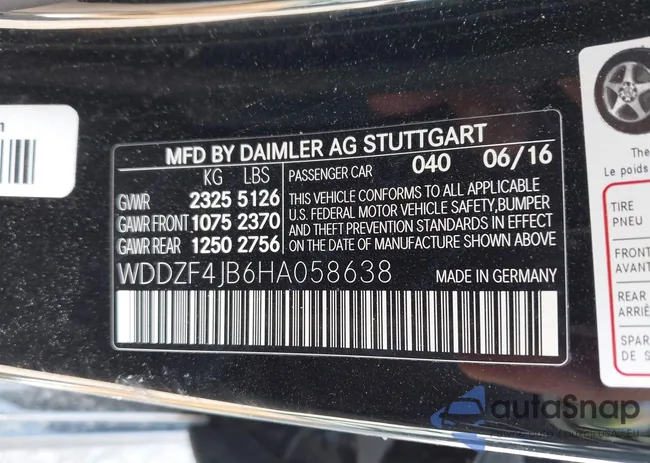 MFD BY DAIMLER AG STUTTGART
KG LBS
GVWR 2325 5126
GAWR FRONT 1075 2370
GAWR REAR 1250 2756
PASSENGER CAR 040 06/16
THIS VEHICLE CONFORMS TO ALL APPLICABLE
U.S. FEDERAL MOTOR VEHICLE SAFETY,BUMPER
AND THEFT PREVENTION STANDARDS IN EFFECT
ON THE DATE OF MANUFACTURE SHOWN ABOVE
WDDZF4JB6HA058638 MADE IN GERMANY
The
Le poids
TIRE
PNEU
FRONT
AVANT
REAR
ARRIÈ
SPAR
DE S
autaSnap